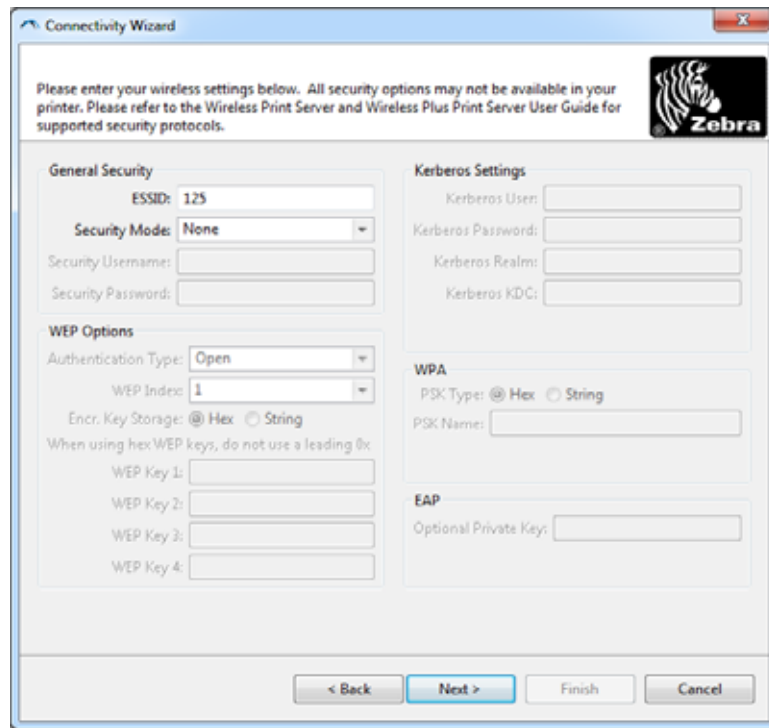 Connectivity Wizard
Please enter your wireless settings below. All security options may not be available in your
printer. Please refer to the Wireless Print Server and Wireless Plus Print Server User Guide for
supported security protocols.
Zebra
General Security
ESSID: 125
Security Mode: None
Security Username:
Security Password:
WEP Options
Authentication Type: Open
WEP Index: 1
Encr. Key Storage: Hex String
When using hex WEP keys, do not use a leading 0x
WEP Key 1:
WEP Key 2:
WEP Key 3:
WEP Key 4:
Kerberos Settings
Kerberos User:
Kerberos Password:
Kerberos Realm:
Kerberos KDC:
WPA
PSK Type: Hex String
PSK Name:
EAP
Optional Private Key:
< Back Next > Finish Cancel